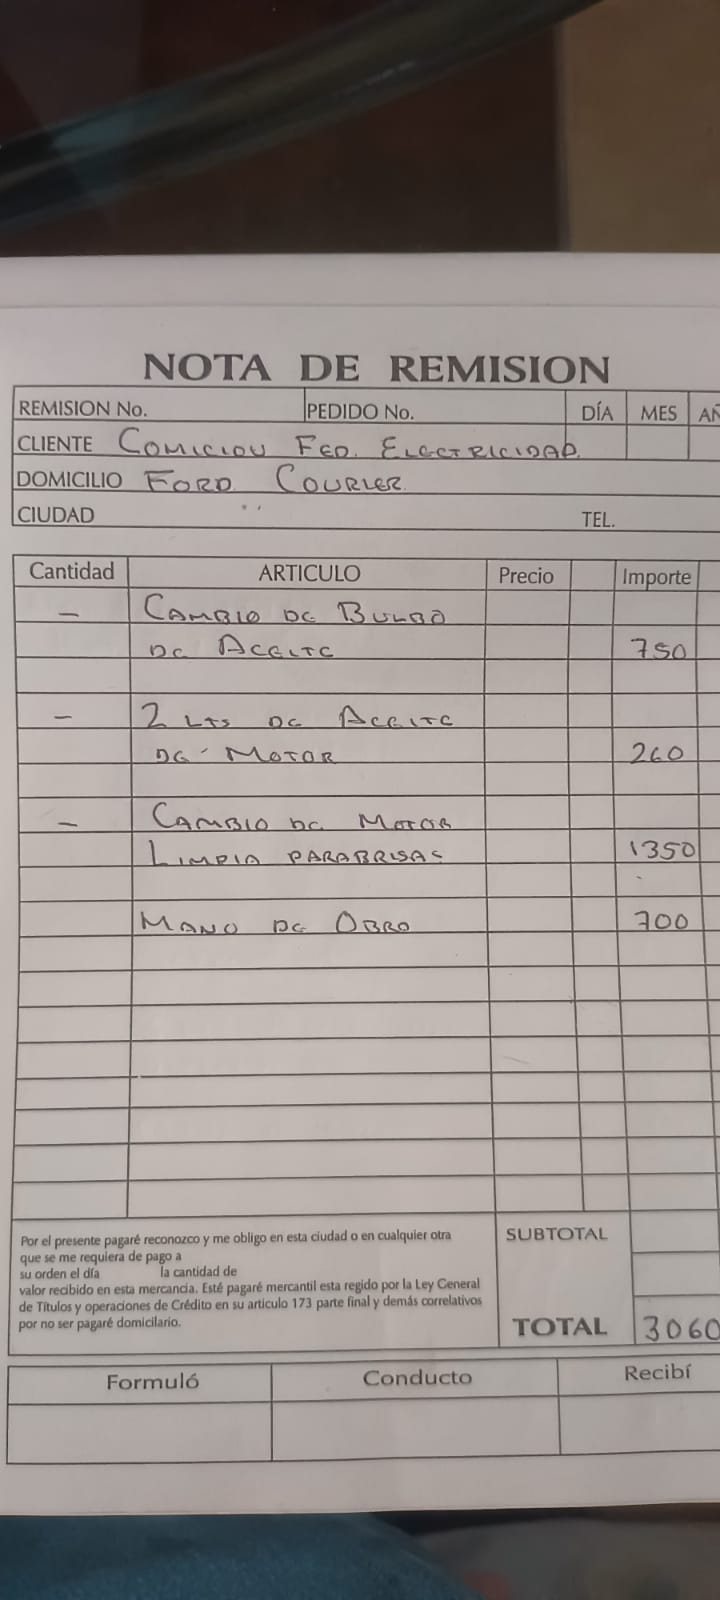 NOTA DE REMISION
REMISION No. PEDIDO No. DÍA MES AÑ
CLIENTE COMICION FED. ELECTRICIDAD.
DOMICILIO FORD COURIER
CIUDAD TEL.
Cantidad ARTICULO Precio Importe
– CAMBIO DE BULBO
DE ACEITE 750
– 2 LTS DE ACEITE
DE MOTOR 260
– CAMBIO DE MOTOR
LIMPIA PARABRISAS 1350
MANO DE OBRO 700
Por el presente pagaré reconozco y me obligo en esta ciudad o en cualquier otra
que se me requiera de pago a
su orden el día la cantidad de
valor recibido en esta mercancia. Esté pagaré mercantil esta regido por la Ley General
de Títulos y operaciones de Crédito en su articulo 173 parte final y demás correlativos
por no ser pagaré domicilario.
SUBTOTAL
TOTAL 3060
Formuló Conducto Recibí